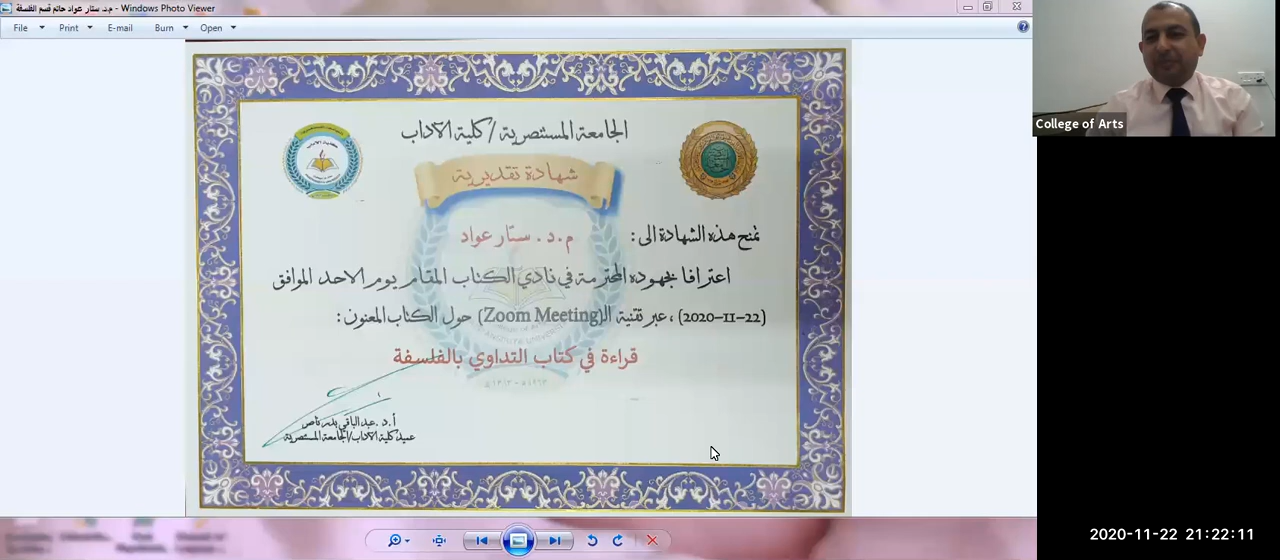 م.د. ستار عواد حاتم قسم الفلسفة - Windows Photo Viewer
File Print E-mail Burn Open
College of Arts
الجامعة المستنصرية / كلية الآداب
شهادة تقديرية
نمنح هذه الشهادة الى : م.د. ستار عواد
اعترافا بجهوده المحترمة في نادي الكتاب المقام يوم الاحد الموافق
(2020-11-22) ، عبر تقنية الـ(Zoom Meeting) حول الكتاب المعنون :
قراءة في كتاب التداوي بالفلسفة
أ.د. عبدالباقي بدر ناصر
عميد كلية الآداب/الجامعة المستنصرية
2020-11-22 21:22:11